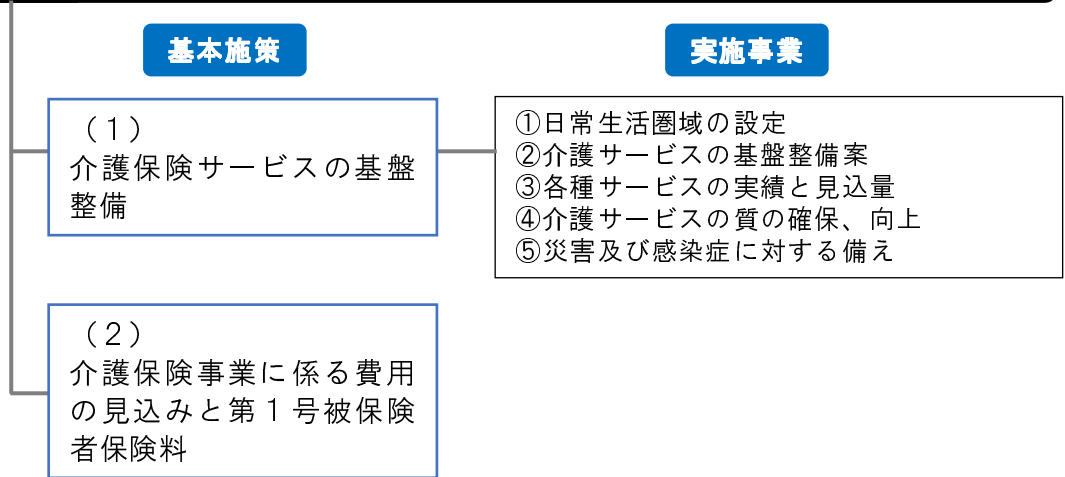 基本施策
実施事業
（１）
介護保険サービスの基盤
整備
①日常生活圏域の設定
②介護サービスの基盤整備案
③各種サービスの実績と見込量
④介護サービスの質の確保、向上
⑤災害及び感染症に対する備え
（２）
介護保険事業に係る費用
の見込みと第１号被保険
者保険料